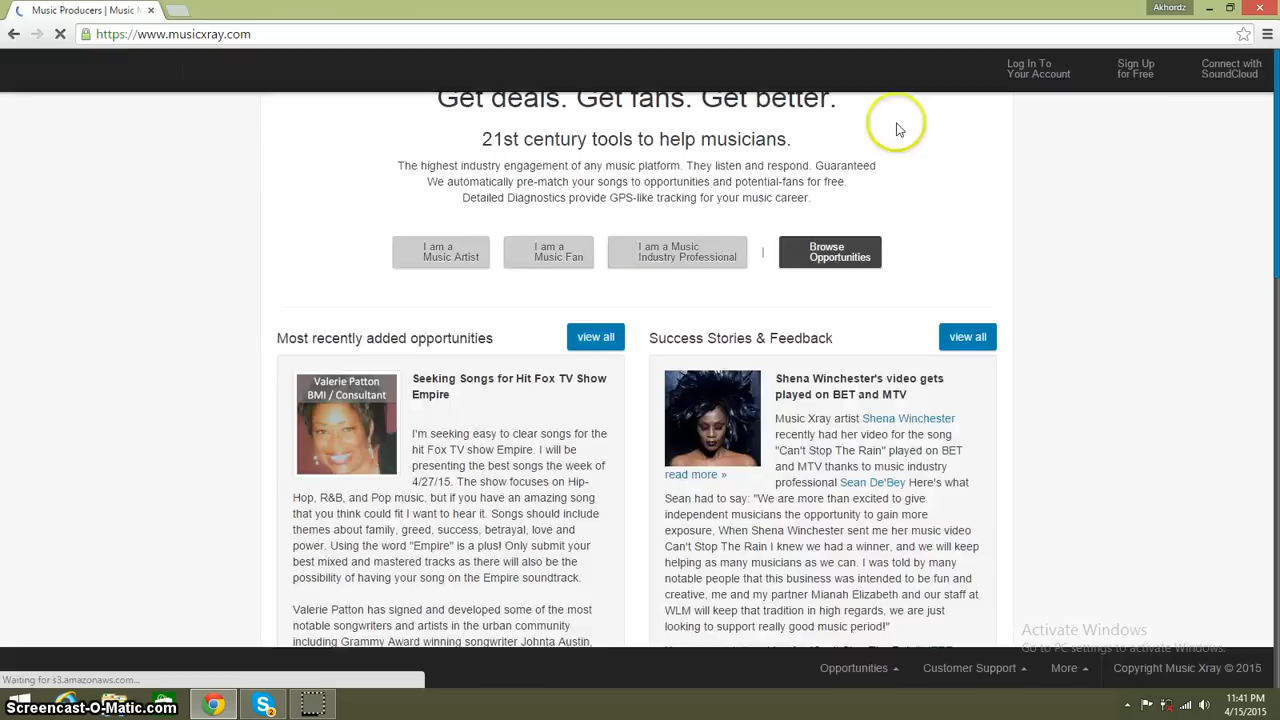 Music Producers | Music M
Akhordz
https://www.musicxray.com
Log In To
Your Account
Sign Up
for Free
Connect with
SoundCloud
Get deals. Get fans. Get better.
21st century tools to help musicians.
The highest industry engagement of any music platform. They listen and respond. Guaranteed
We automatically pre-match your songs to opportunities and potential-fans for free.
Detailed Diagnostics provide GPS-like tracking for your music career.
I am a
Music Artist
I am a
Music Fan
I am a Music
Industry Professional
|
Browse
Opportunities
Most recently added opportunities
view all
Valerie Patton
BMI / Consultant
Seeking Songs for Hit Fox TV Show
Empire
I'm seeking easy to clear songs for the
hit Fox TV show Empire. I will be
presenting the best songs the week of
4/27/15. The show focuses on Hip-
Hop, R&B, and Pop music, but if you have an amazing song
that you think could fit I want to hear it. Songs should include
themes about family, greed, success, betrayal, love and
power. Using the word "Empire" is a plus! Only submit your
best mixed and mastered tracks as there will also be the
possibility of having your song on the Empire soundtrack.
Valerie Patton has signed and developed some of the most
notable songwriters and artists in the urban community
including Grammy Award winning songwriter Johnta Austin,
Success Stories & Feedback
view all
Shena Winchester's video gets
played on BET and MTV
Music Xray artist Shena Winchester
recently had her video for the song
"Can't Stop The Rain" played on BET
and MTV thanks to music industry
read more »
professional Sean De'Bey Here's what
Sean had to say: "We are more than excited to give
independent musicians the opportunity to gain more
exposure, When Shena Winchester sent me her music video
Can't Stop The Rain I knew we had a winner, and we will keep
helping as many musicians as we can. I was told by many
notable people that this business was intended to be fun and
creative, me and my partner Mianah Elizabeth and our staff at
WLM will keep that tradition in high regards, we are just
looking to support really good music period!"
Activate Windows
Go to PC settings to activate Windows.
Opportunities
Customer Support
More
Copyright Music Xray © 2015
Waiting for s3.amazonaws.com...
Screencast-O-Matic.com
11:41 PM
4/15/2015